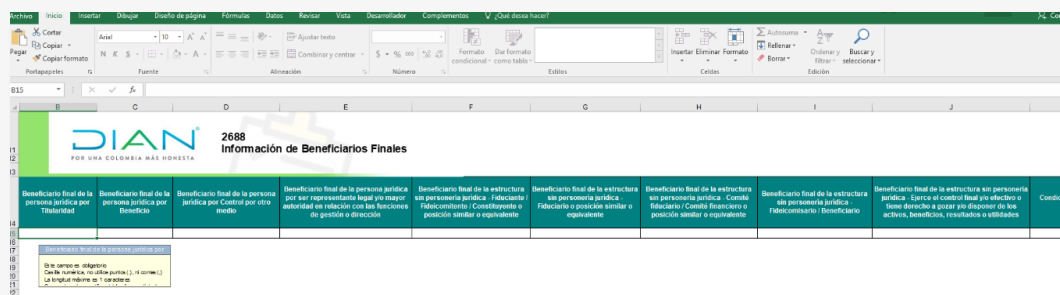 Archivo Inicio Insertar Dibujar Diseño de página Fórmulas Datos Revisar Vista Desarrollador Complementos ¿Qué desea hacer?
Cortar
Copiar
Copiar formato
Pegar
Portapapeles
Arial 10
N K S
Fuente
Ajustar texto
Combinar y centrar
Alineación
$ % 000
Número
Formato condicional
Dar formato como tabla
Estilos
Insertar Eliminar Formato
Celdas
Autosuma
Rellenar
Borrar
Ordenar y filtrar
Buscar y seleccionar
Edición
B15
fx
B C D E F G H I J
DIAN
POR UNA COLOMBIA MÁS HONESTA
2688
Información de Beneficiarios Finales
Beneficiario final de la persona jurídica por Titularidad
Beneficiario final de la persona jurídica por Beneficio
Beneficiario final de la persona jurídica por Control por otro medio
Beneficiario final de la persona jurídica por ser representante legal y/o mayor autoridad en relación con las funciones de gestión o dirección
Beneficiario final de la estructura sin personería jurídica - Fiduciante / Fideicomitente / Constituyente o posición similar o equivalente
Beneficiario final de la estructura sin personería jurídica - Fiduciario o posición similar o equivalente
Beneficiario final de la estructura sin personería jurídica - Comité fiduciario / Comité financiero o posición similar o equivalente
Beneficiario final de la estructura sin personería jurídica - Fideicomisario / Beneficiario
Beneficiario final de la estructura sin personería jurídica - Ejerce el control final y/o efectivo o tiene derecho a gozar y/o disponer de los activos, beneficios, resultados o utilidades
Beneficiario final de la persona jurídica por
Este campo es obligatorio
Casilla numérica, no utilice puntos(.), ni comas(,)
La longitud máxima es 1 caracteres